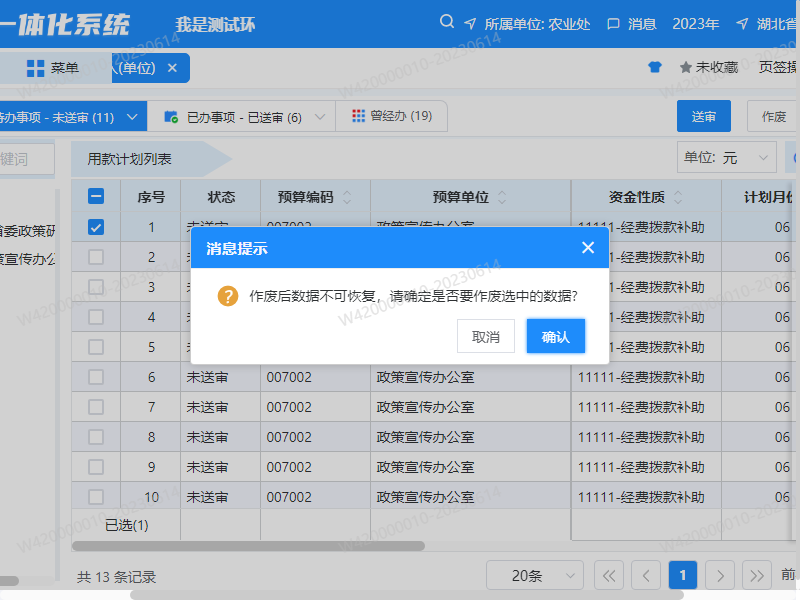 一体化系统 我是测试环 所属单位: 农业处 消息 2023年 湖北省
菜单 (单位) × 未收藏 页签操
办事项 - 未送审 (11) 已办事项 - 已送审 (6) 曾经办 (19) 送审 作废
键词 用款计划列表 单位: 元
序号 状态 预算编码 预算单位 资金性质 计划月份
1 未送审 007002 政策宣传办公室 11111-经费拨款补助 06
省委政策研
2 1-经费拨款补助 06
政策宣传办公
3 1-经费拨款补助 06
4 1-经费拨款补助 06
5 1-经费拨款补助 06
消息提示
作废后数据不可恢复，请确定是否要作废选中的数据?
取消 确认
6 未送审 007002 政策宣传办公室 11111-经费拨款补助 06
7 未送审 007002 政策宣传办公室 11111-经费拨款补助 06
8 未送审 007002 政策宣传办公室 11111-经费拨款补助 06
9 未送审 007002 政策宣传办公室 11111-经费拨款补助 06
10 未送审 007002 政策宣传办公室 11111-经费拨款补助 06
已选(1)
共 13 条记录 20条 1 前
W420000010-20230614